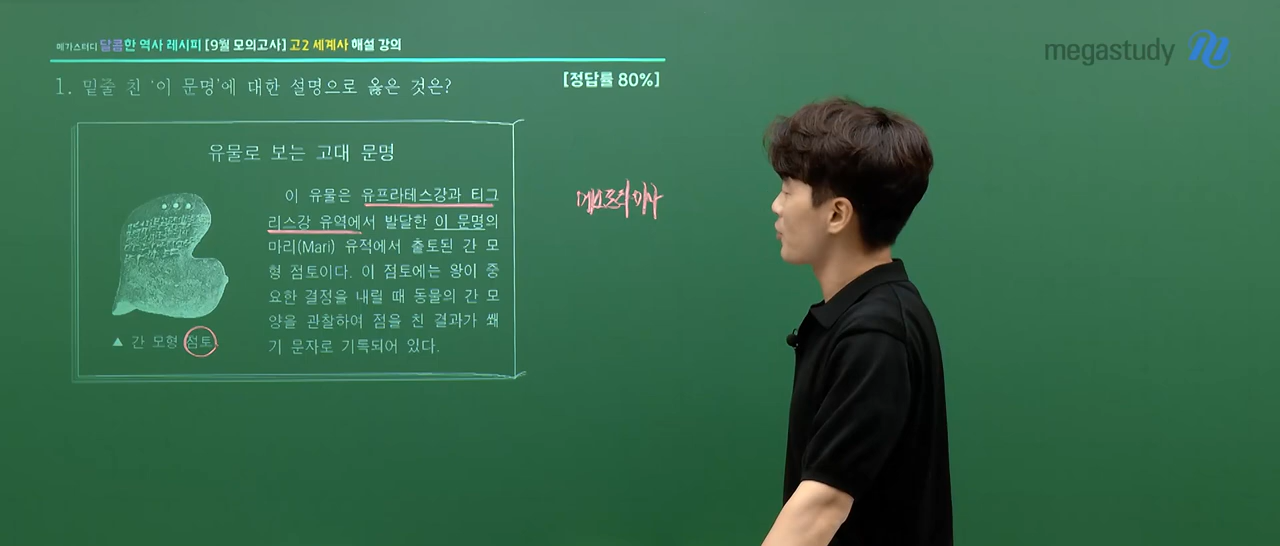 메가스터디 달콤한 역사 레시피 [9월 모의고사] 고2 세계사 해설 강의
megastudy
1. 밑줄 친 '이 문명'에 대한 설명으로 옳은 것은?
[정답률 80%]
유물로 보는 고대 문명
이 유물은 유프라테스강과 티그
리스강 유역에서 발달한 이 문명의
마리(Mari) 유적에서 출토된 간 모
형 점토이다. 이 점토에는 왕이 중
요한 결정을 내릴 때 동물의 간 모
양을 관찰하여 점을 친 결과가 쐐
기 문자로 기록되어 있다.
▲ 간 모형 점토
메소포타미아